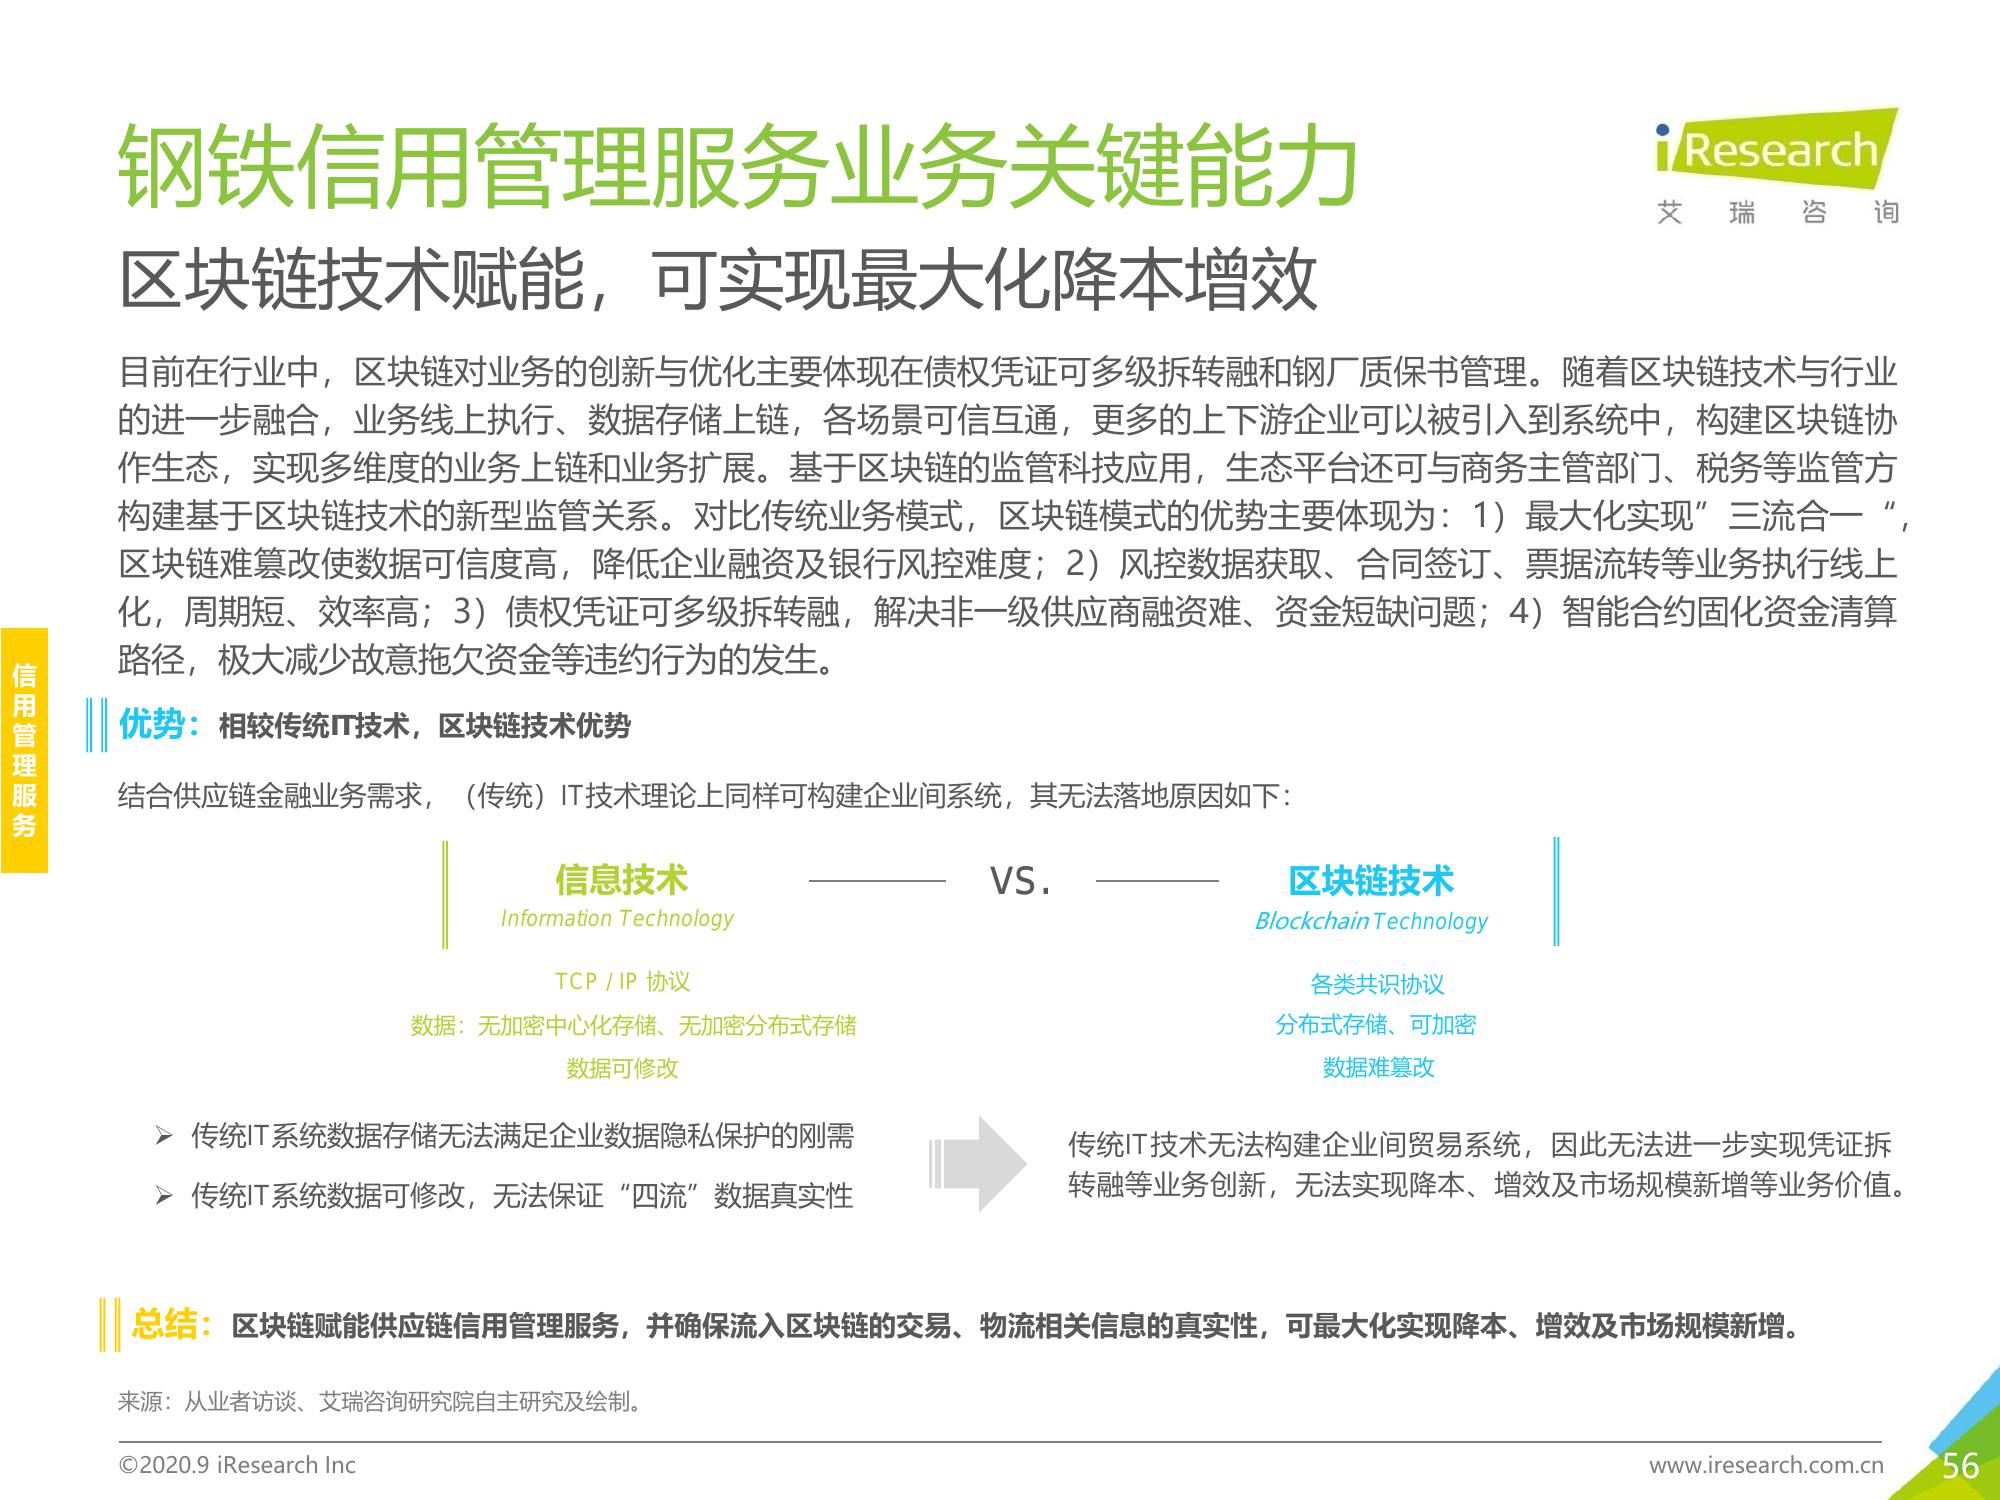 钢铁信用管理服务业务关键能力
iResearch
艾瑞咨询
区块链技术赋能，可实现最大化降本增效
目前在行业中，区块链对业务的创新与优化主要体现在债权凭证可多级拆转融和钢厂质保书管理。随着区块链技术与行业
的进一步融合，业务线上执行、数据存储上链，各场景可信互通，更多的上下游企业可以被引入到系统中，构建区块链协
作生态，实现多维度的业务上链和业务扩展。基于区块链的监管科技应用，生态平台还可与商务主管部门、税务等监管方
构建基于区块链技术的新型监管关系。对比传统业务模式，区块链模式的优势主要体现为：1）最大化实现”三流合一“，
区块链难篡改使数据可信度高，降低企业融资及银行风控难度；2）风控数据获取、合同签订、票据流转等业务执行线上
化，周期短、效率高；3）债权凭证可多级拆转融，解决非一级供应商融资难、资金短缺问题；4）智能合约固化资金清算
路径，极大减少故意拖欠资金等违约行为的发生。
信用管理服务
优势：相较传统IT技术，区块链技术优势
结合供应链金融业务需求，（传统）IT技术理论上同样可构建企业间系统，其无法落地原因如下：
信息技术
Information Technology
VS.
区块链技术
Blockchain Technology
TCP / IP 协议
数据：无加密中心化存储、无加密分布式存储
数据可修改
各类共识协议
分布式存储、可加密
数据难篡改
➢ 传统IT系统数据存储无法满足企业数据隐私保护的刚需
➢ 传统IT系统数据可修改，无法保证“四流”数据真实性
传统IT技术无法构建企业间贸易系统，因此无法进一步实现凭证拆
转融等业务创新，无法实现降本、增效及市场规模新增等业务价值。
总结：区块链赋能供应链信用管理服务，并确保流入区块链的交易、物流相关信息的真实性，可最大化实现降本、增效及市场规模新增。
来源：从业者访谈、艾瑞咨询研究院自主研究及绘制。
©2020.9 iResearch Inc
www.iresearch.com.cn
56